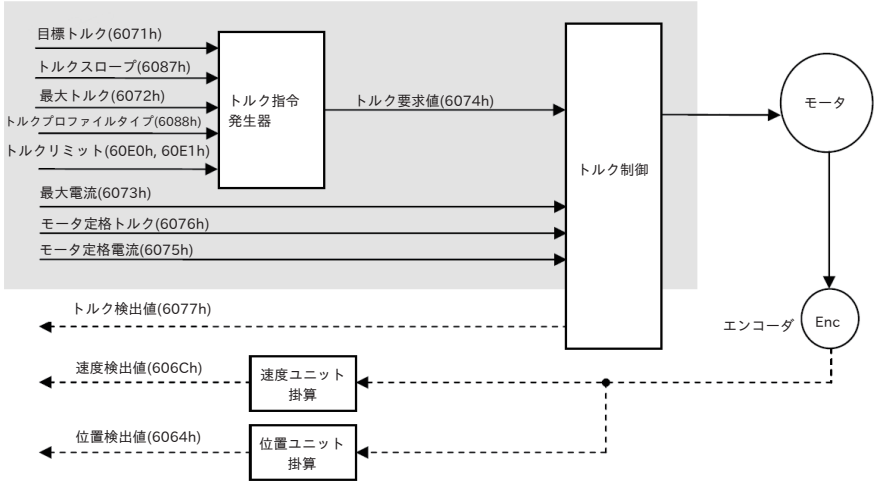 目標トルク(6071h)
トルクスロープ(6087h)
最大トルク(6072h)
トルクプロファイルタイプ(6088h)
トルクリミット(60E0h, 60E1h)
トルク指令
発生器
トルク要求値(6074h)
トルク制御
モータ
最大電流(6073h)
モータ定格トルク(6076h)
モータ定格電流(6075h)
トルク検出値(6077h)
エンコーダ
Enc
速度検出値(606Ch)
速度ユニット
掛算
位置検出値(6064h)
位置ユニット
掛算